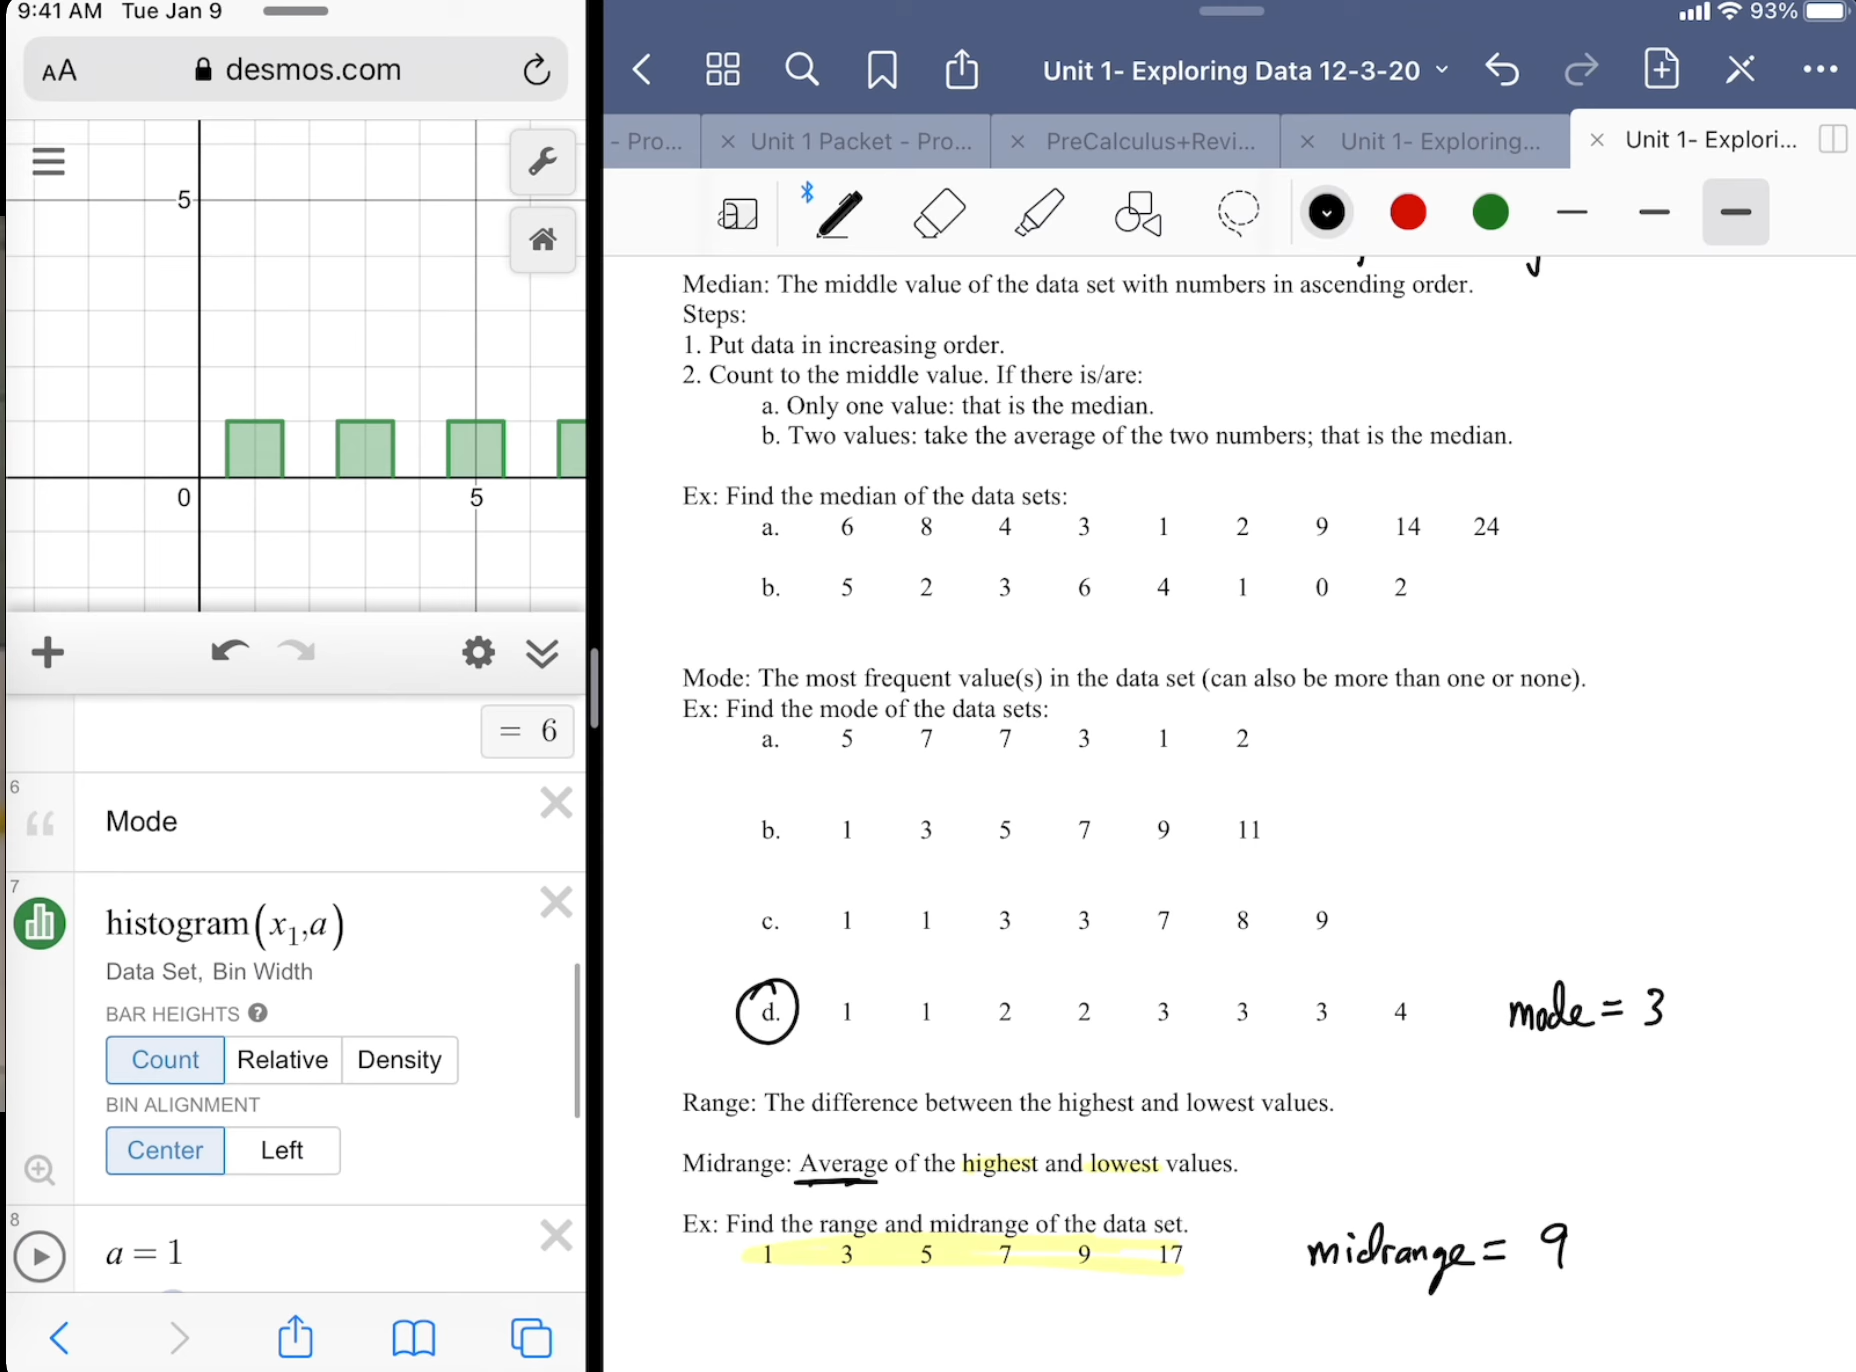 9:41 AM Tue Jan 9
AA desmos.com
5
0 5
= 6
6
Mode
7
histogram(x₁,a)
Data Set, Bin Width
BAR HEIGHTS ?
Count Relative Density
BIN ALIGNMENT
Center Left
8
a = 1
93%
Unit 1- Exploring Data 12-3-20
- Pro... × Unit 1 Packet - Pro... × PreCalculus+Revi... × Unit 1- Exploring... × Unit 1- Explori...
Median: The middle value of the data set with numbers in ascending order.
Steps:
1. Put data in increasing order.
2. Count to the middle value. If there is/are:
a. Only one value: that is the median.
b. Two values: take the average of the two numbers; that is the median.
Ex: Find the median of the data sets:
a. 6 8 4 3 1 2 9 14 24
b. 5 2 3 6 4 1 0 2
Mode: The most frequent value(s) in the data set (can also be more than one or none).
Ex: Find the mode of the data sets:
a. 5 7 7 3 1 2
b. 1 3 5 7 9 11
c. 1 1 3 3 7 8 9
d. 1 1 2 2 3 3 3 4 mode = 3
Range: The difference between the highest and lowest values.
Midrange: Average of the highest and lowest values.
Ex: Find the range and midrange of the data set.
1 3 5 7 9 17 midrange = 9